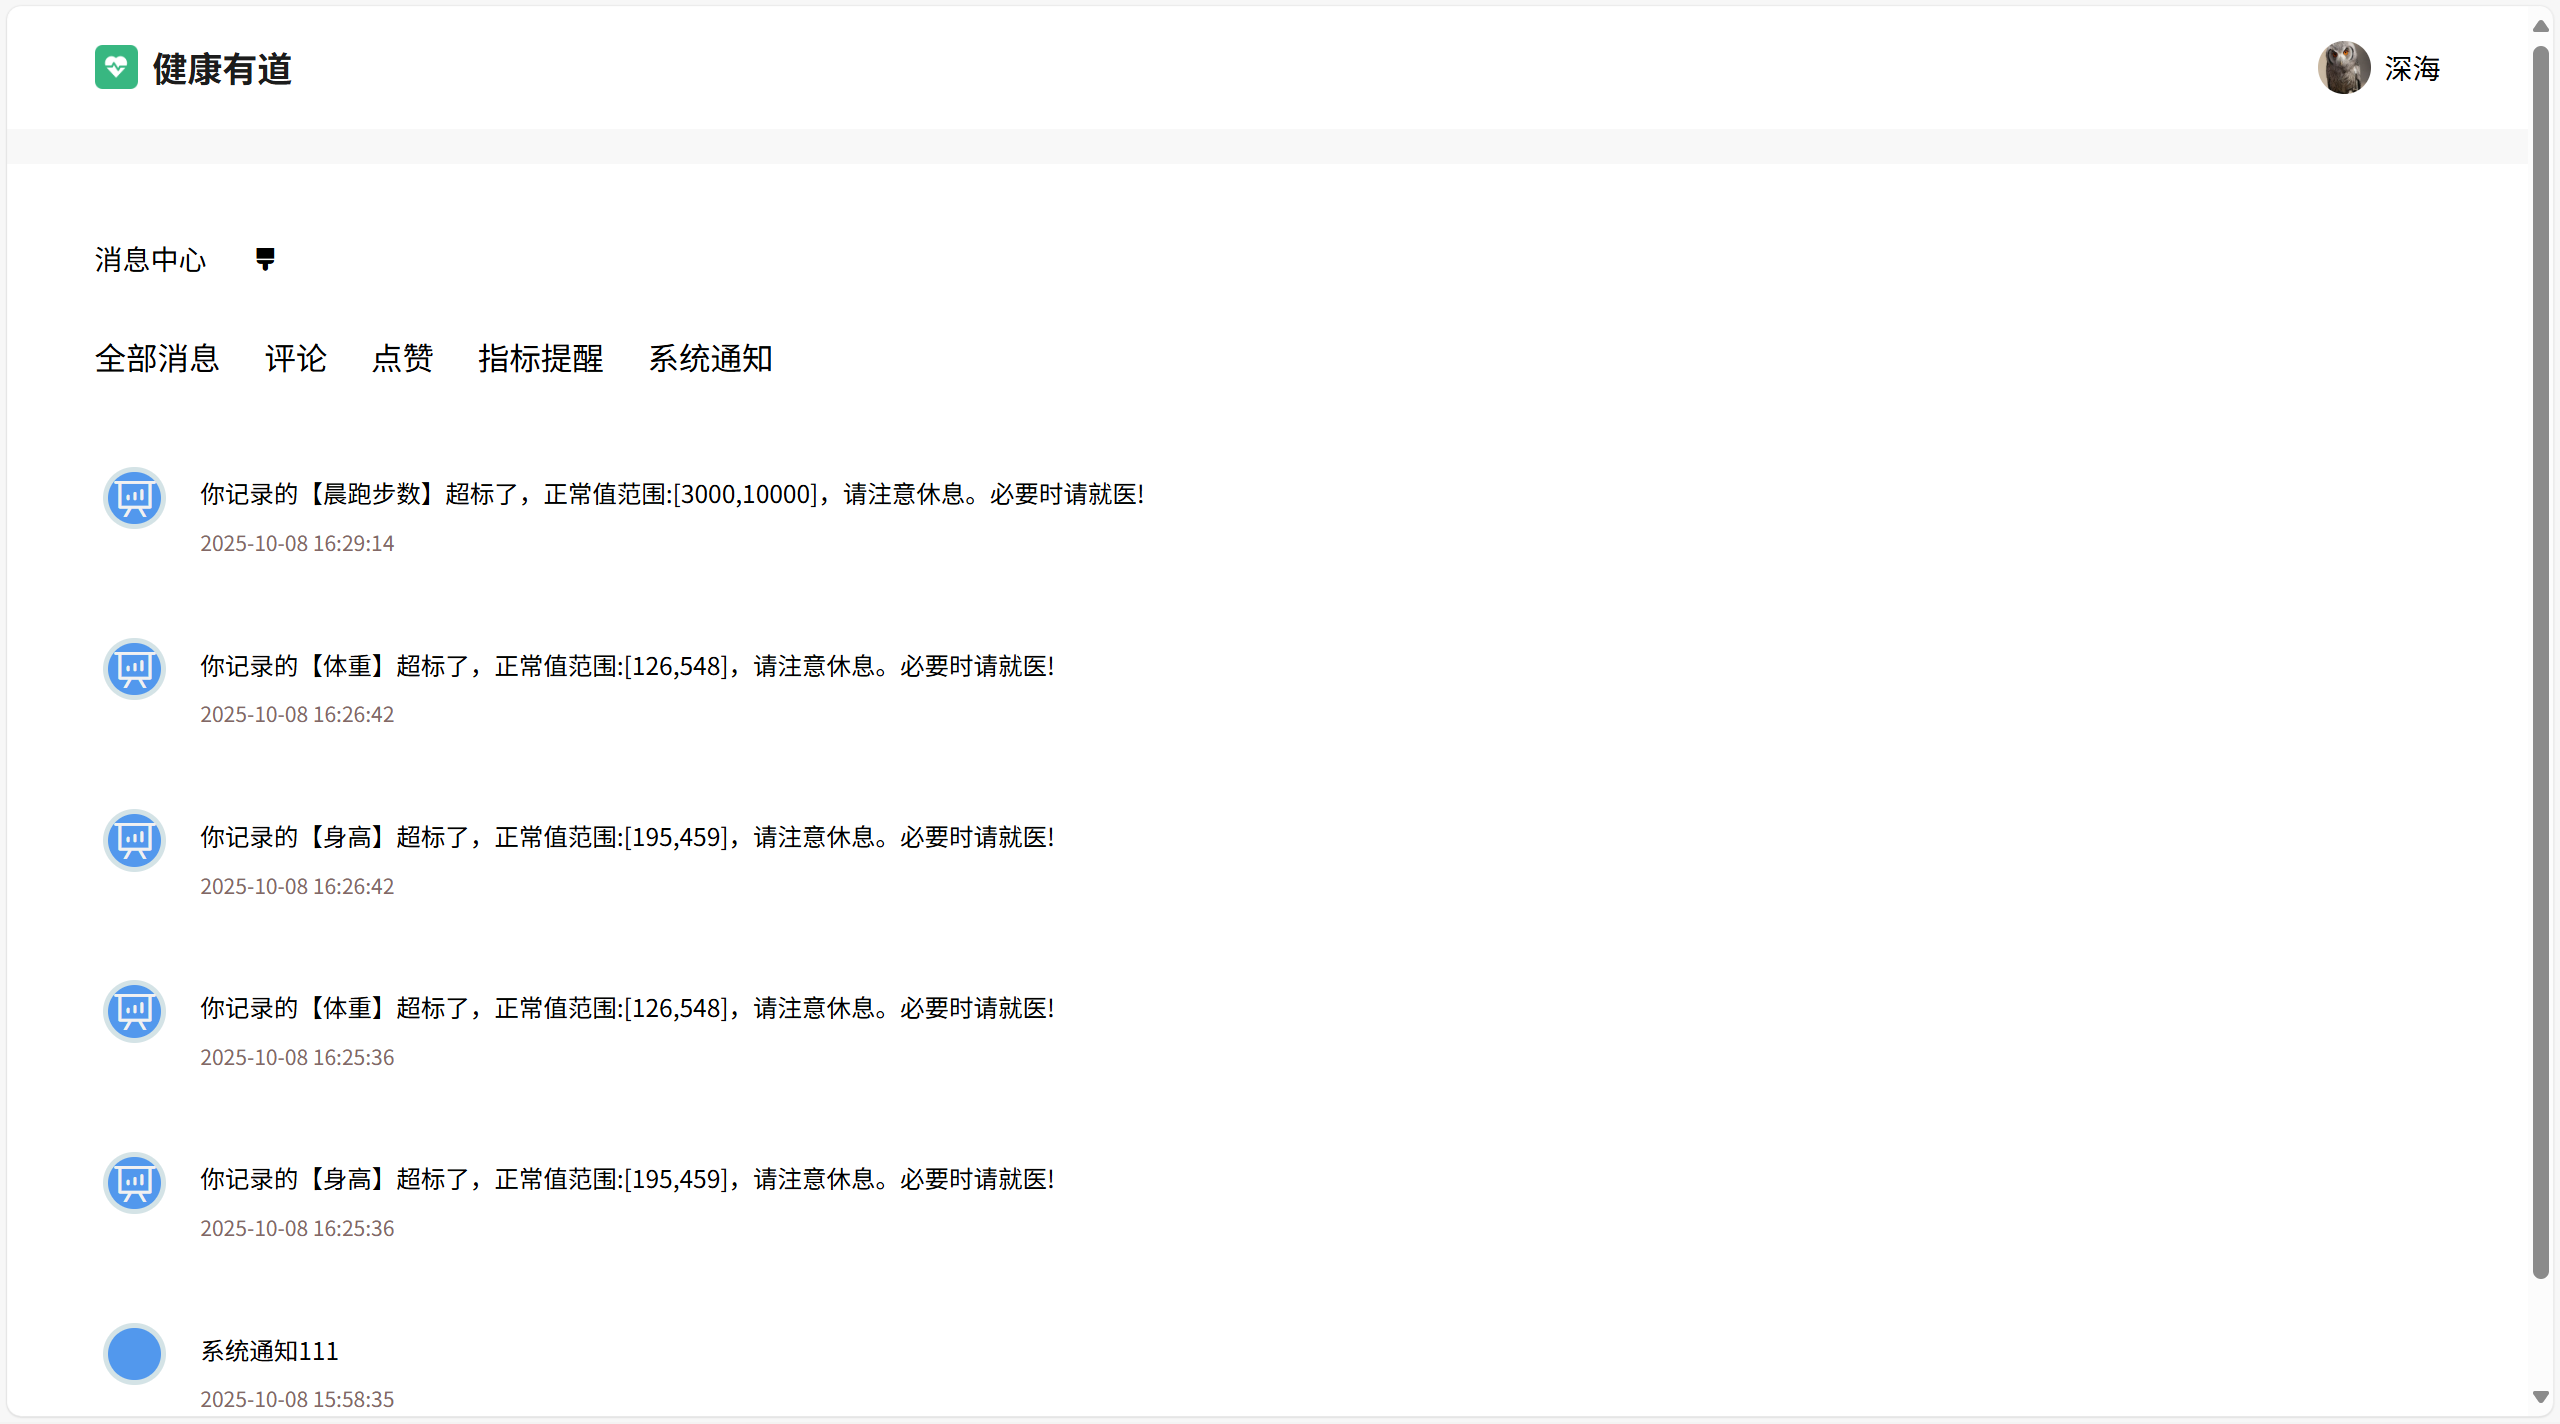 健康有道
深海
消息中心
全部消息 评论 点赞 指标提醒 系统通知
你记录的【晨跑步数】超标了，正常值范围:[3000,10000]，请注意休息。必要时请就医!
2025-10-08 16:29:14
你记录的【体重】超标了，正常值范围:[126,548]，请注意休息。必要时请就医!
2025-10-08 16:26:42
你记录的【身高】超标了，正常值范围:[195,459]，请注意休息。必要时请就医!
2025-10-08 16:26:42
你记录的【体重】超标了，正常值范围:[126,548]，请注意休息。必要时请就医!
2025-10-08 16:25:36
你记录的【身高】超标了，正常值范围:[195,459]，请注意休息。必要时请就医!
2025-10-08 16:25:36
系统通知111
2025-10-08 15:58:35